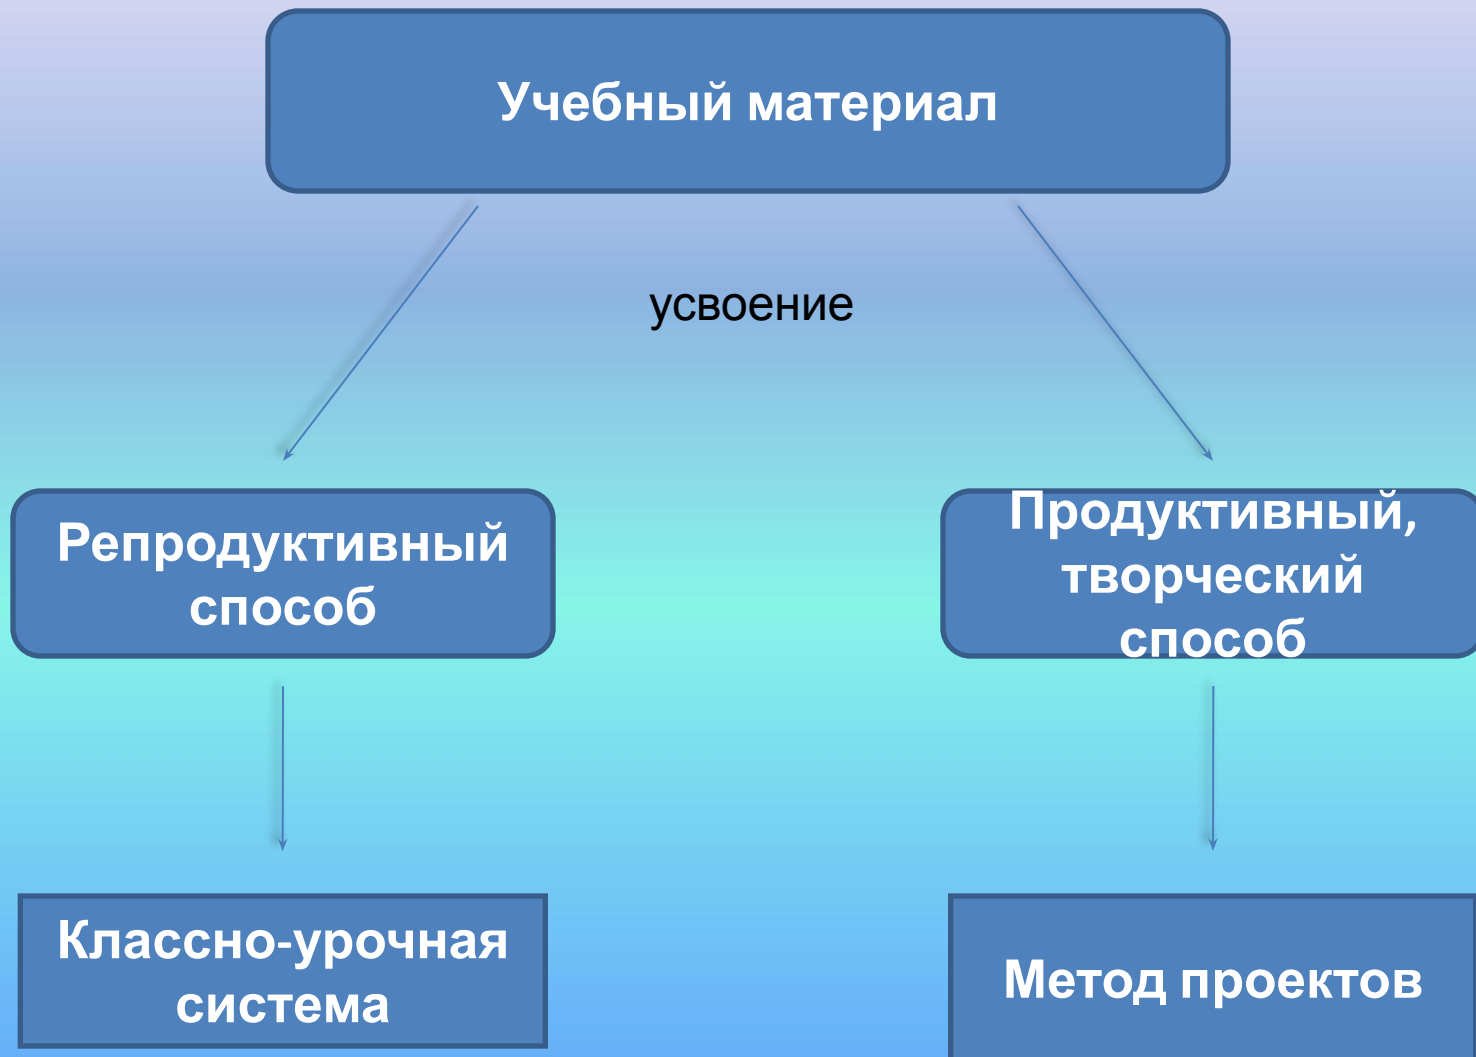 Учебный материал
усвоение
Репродуктивный
способ
Продуктивный,
творческий
способ
Классно-урочная
система
Метод проектов